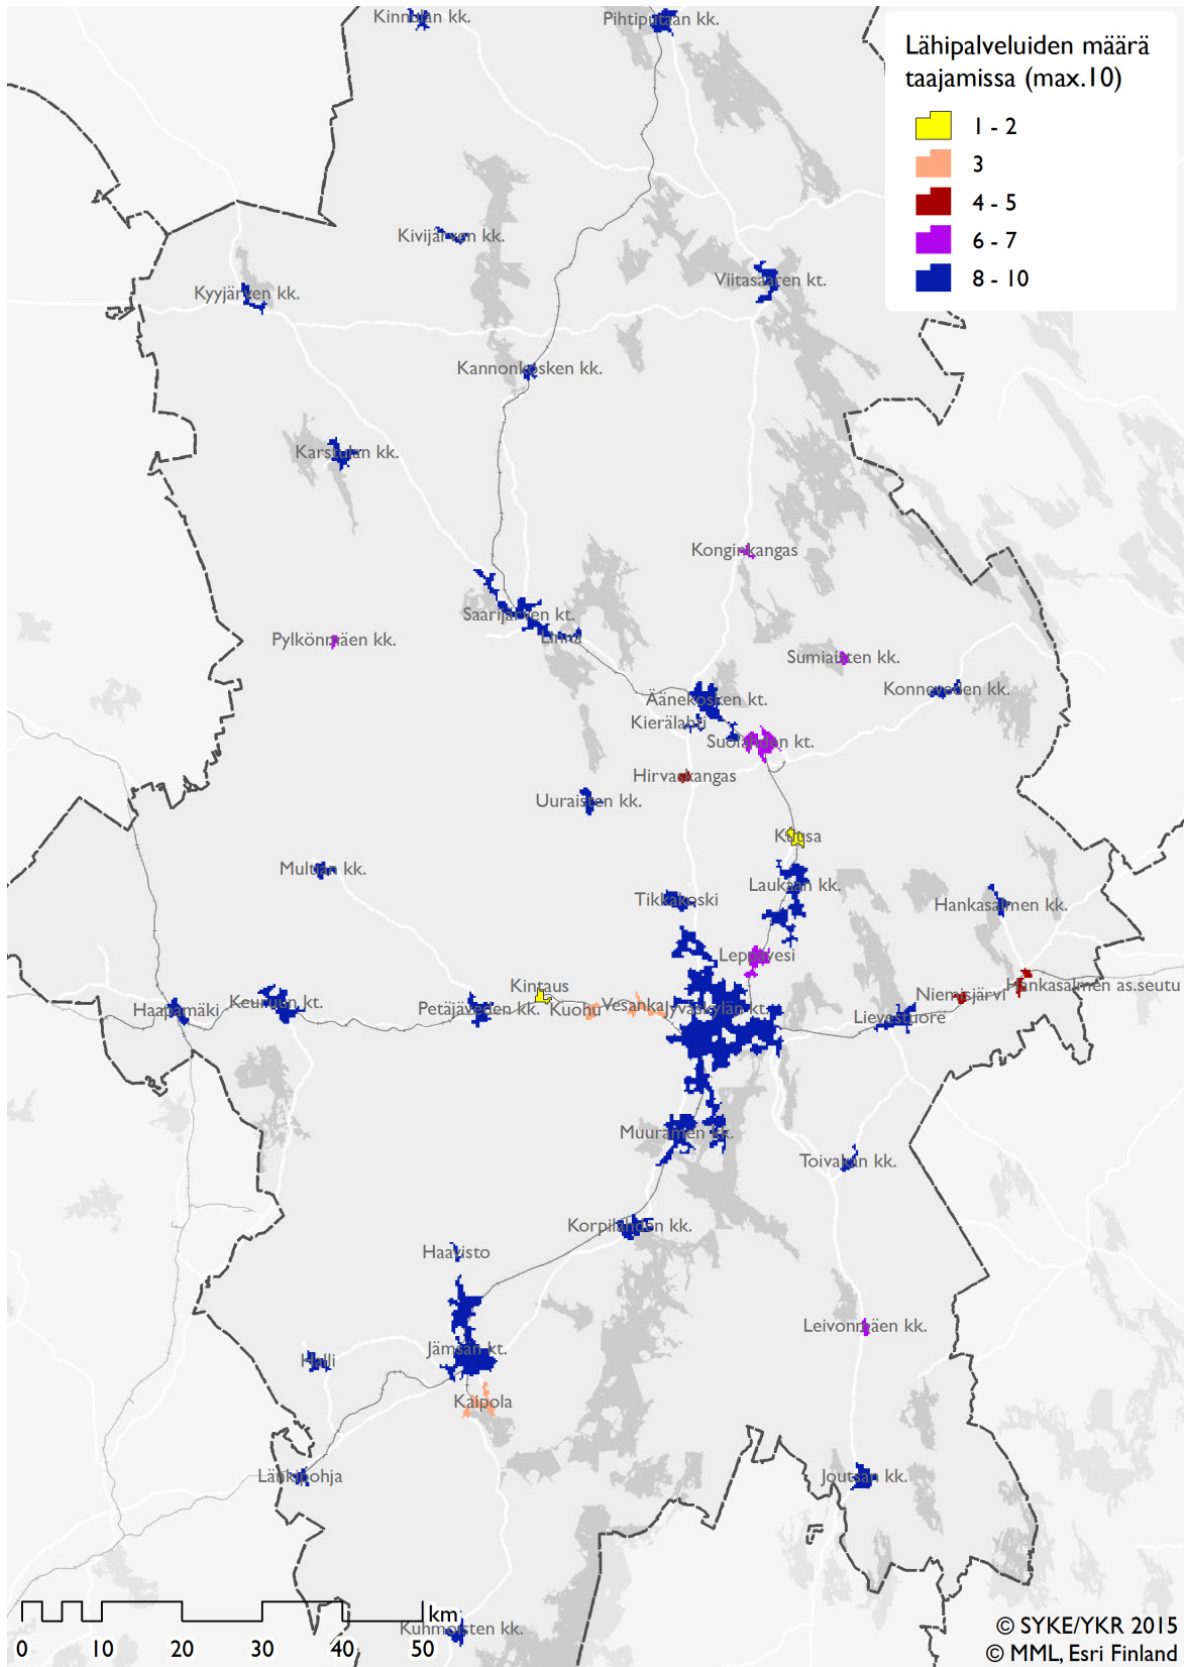 Kinnulan kk.
Pihtiputaan kk.
Lähipalveluiden määrä
taajamissa (max.10)
1 - 2
3
4 - 5
6 - 7
8 - 10
Kivijärven kk.
Viitasaaren kt.
Kyyjärven kk.
Kannonkosken kk.
Karstulan kk.
Konginkangas
Saarijärven kt.
Linna
Pylkönmäen kk.
Sumiaisten kk.
Konneveden kk.
Äänekosken kt.
Kierälahti
Suolahden kt.
Hirvaskangas
Uuraisten kk.
Kuusa
Multian kk.
Laukaan kk.
Tikkakoski
Hankasalmen kk.
Leppävesi
Kintaus
Hankasalmen as.seutu
Niemisjärvi
Haapamäki
Keuruun kt.
Petäjäveden kk.
Kuohu
Vesanka
Jyväskylän kt.
Lievestuore
Muuramen kk.
Toivakan kk.
Korpilahden kk.
Haavisto
Leivonmäen kk.
Jämsän kt.
Halli
Kaipola
Länkipohja
Joutsan kk.
km
Kuhmoisten kk.
0 10 20 30 40 50
© SYKE/YKR 2015
© MML, Esri Finland